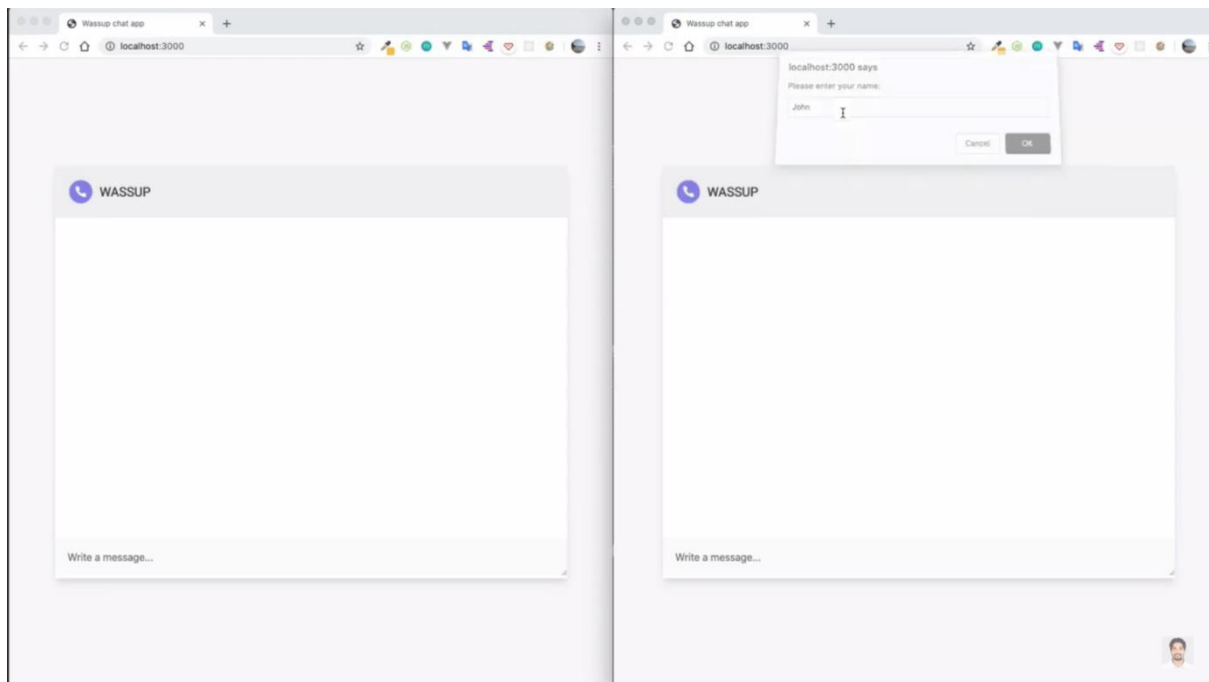 Wassup chat app
localhost:3000
WASSUP
Write a message...
Wassup chat app
localhost:3000
localhost:3000 says
Please enter your name:
John
Cancel
OK
WASSUP
Write a message...